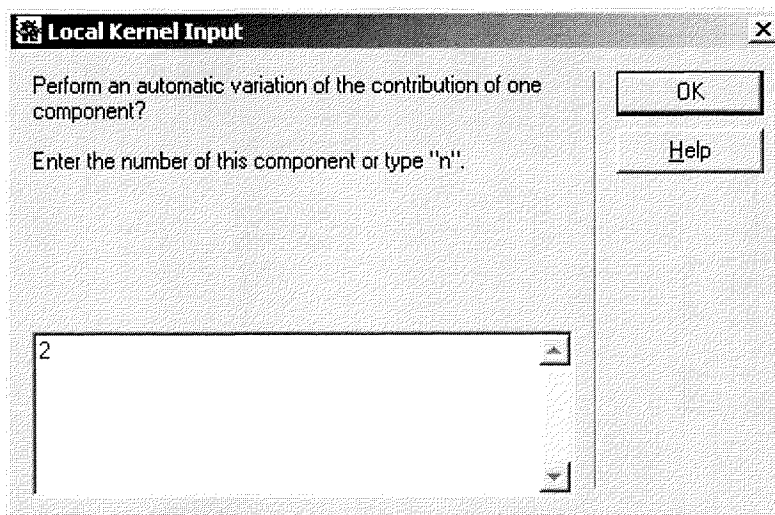 Local Kernel Input
Perform an automatic variation of the contribution of one
component?
Enter the number of this component or type "n".
OK
Help
2